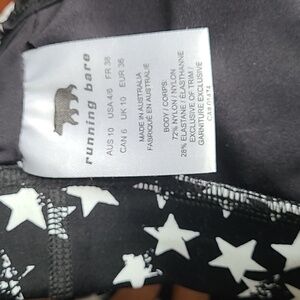 running bare
AUS 10 USA 4/6 FR 38
CAN 6 UK 10 EUR 36
MADE IN AUSTRALIA
FABRIQUÉ EN AUSTRALIE
BODY / CORPS:
72% NYLON / NYLON
28% ELASTANE / ÉLASTHANNE
EXCLUSIVE OF TRIM /
GARNITURE EXCLUSIVE